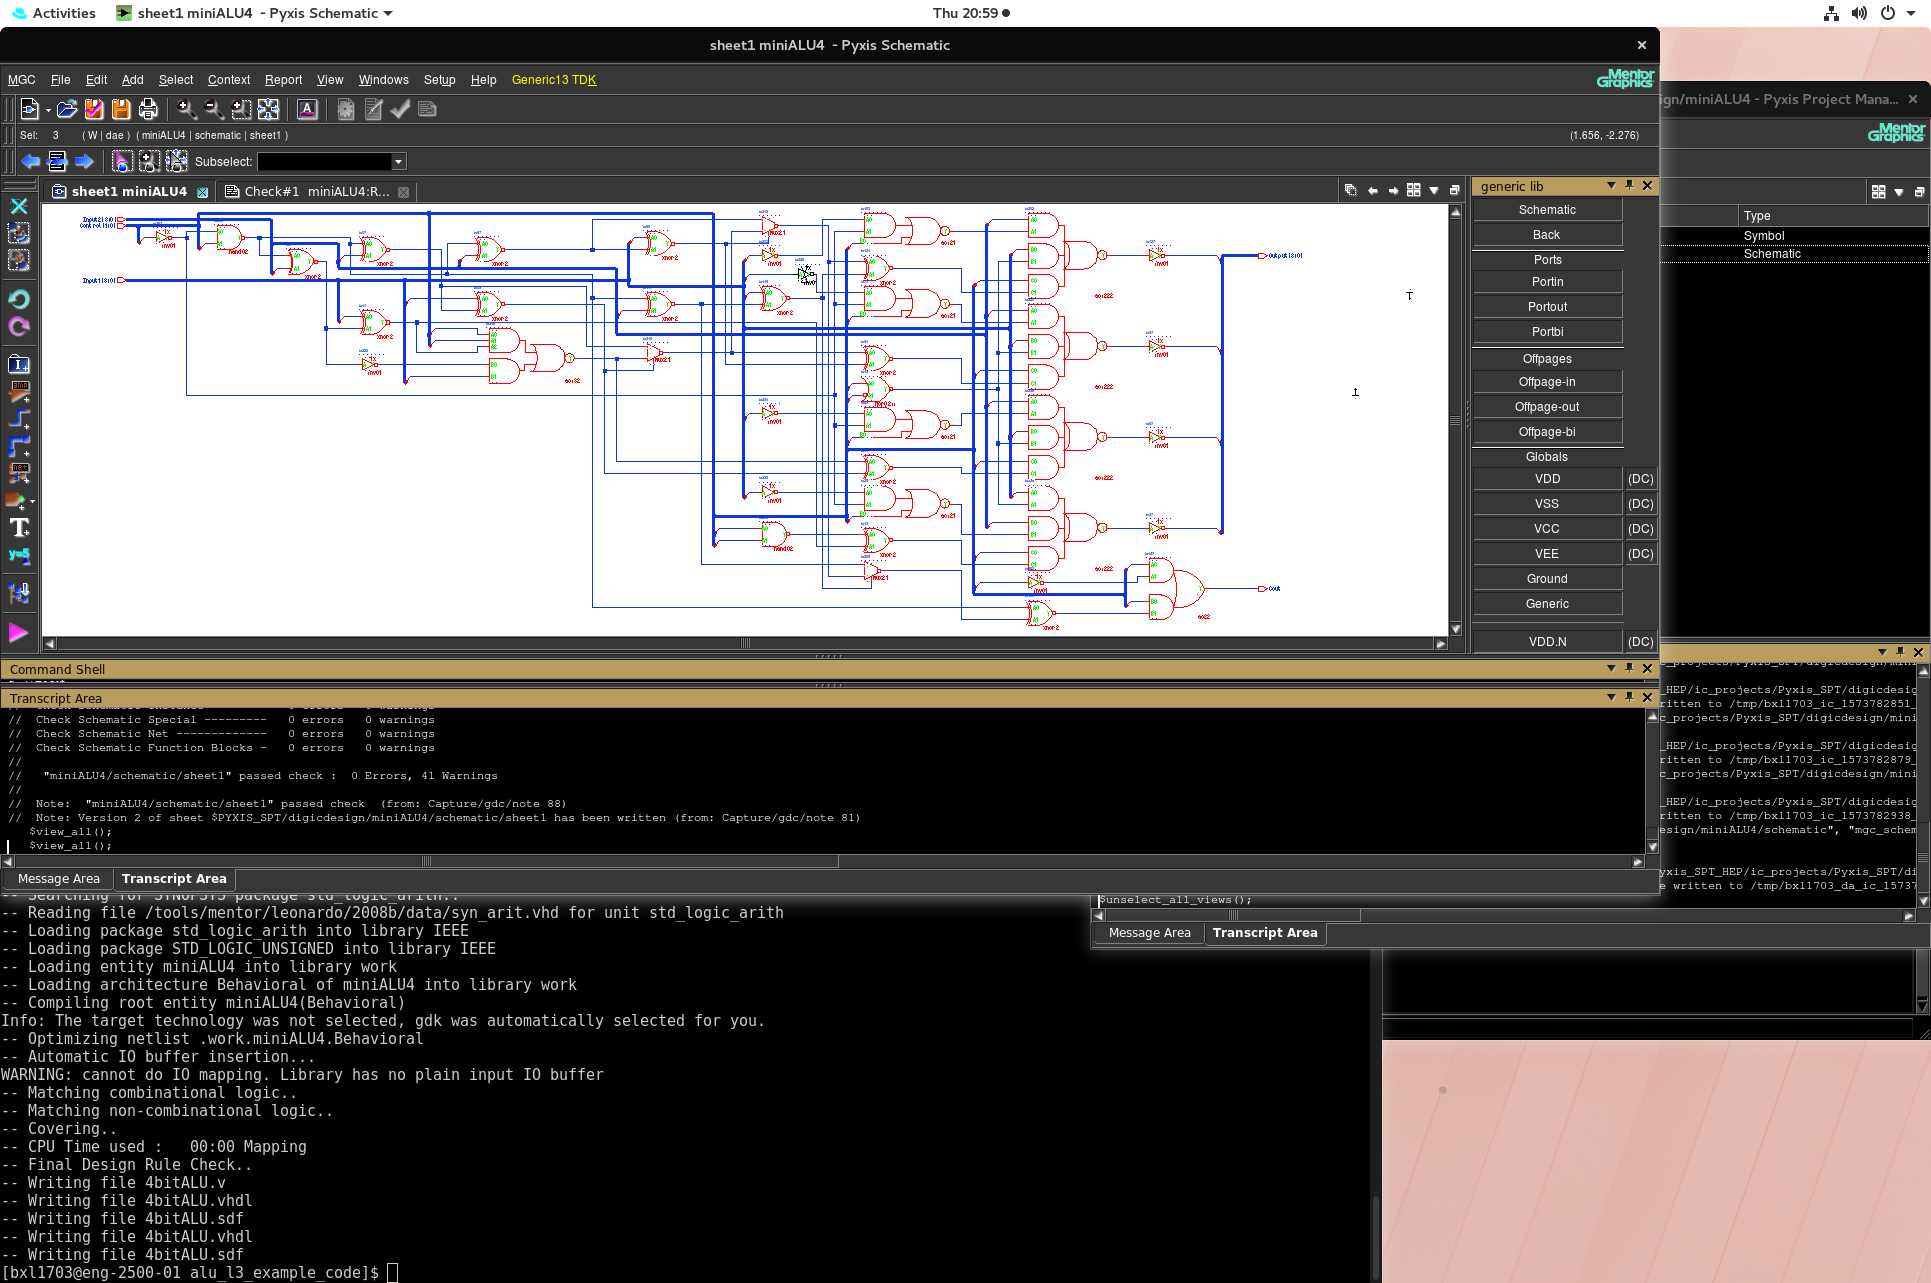 Activities
sheet1 miniALU4 - Pyxis Schematic
Thu 20:59
sheet1 miniALU4 - Pyxis Schematic
MGC File Edit Add Select Context Report View Windows Setup Help Generic13 TDK
Mentor Graphics
Sel: 3 ( W | dae ) ( miniALU4 | schematic | sheet1 )
(1.656, -2.276)
Subselect:
sheet1 miniALU4
Check#1 miniALU4:R...
generic lib
Schematic
Back
Ports
Portin
Portout
Portbi
Offpages
Offpage-in
Offpage-out
Offpage-bi
Globals
VDD (DC)
VSS (DC)
VCC (DC)
VEE (DC)
Ground
Generic
VDD.N (DC)
Command Shell
Transcript Area
// Check Schematic Special --------- 0 errors 0 warnings
// Check Schematic Net ------------- 0 errors 0 warnings
// Check Schematic Function Blocks - 0 errors 0 warnings
//
// "miniALU4/schematic/sheet1" passed check : 0 Errors, 41 Warnings
//
// Note: "miniALU4/schematic/sheet1" passed check (from: Capture/gdc/note 88)
// Note: Version 2 of sheet $PYXIS_SPT/digicdesign/miniALU4/schematic/sheet1 has been written (from: Capture/gdc/note 81)
$view_all();
$view_all();
Message Area
Transcript Area
ign/miniALU4 - Pyxis Project Mana...
Mentor Graphics
Type
Symbol
Schematic
_HEP/ic_projects/Pyxis_SPT/digicdesig
ritten to /tmp/bxl1703_ic_1573782851_
c_projects/Pyxis_SPT/digicdesign/mini
_HEP/ic_projects/Pyxis_SPT/digicdesig
ritten to /tmp/bxl1703_ic_1573782879_
c_projects/Pyxis_SPT/digicdesign/mini
_HEP/ic_projects/Pyxis_SPT/digicdesig
ritten to /tmp/bxl1703_ic_1573782938_
esign/miniALU4/schematic", "mgc_schem
yxis_SPT_HEP/ic_projects/Pyxis_SPT/di
e written to /tmp/bxl1703_da_ic_15737
$unselect_all_views();
Message Area
Transcript Area
-- Searching for SYNOPSYS package std_logic_arith..
-- Reading file /tools/mentor/leonardo/2008b/data/syn_arit.vhd for unit std_logic_arith
-- Loading package std_logic_arith into library IEEE
-- Loading package STD_LOGIC_UNSIGNED into library IEEE
-- Loading entity miniALU4 into library work
-- Loading architecture Behavioral of miniALU4 into library work
-- Compiling root entity miniALU4(Behavioral)
Info: The target technology was not selected, gdk was automatically selected for you.
-- Optimizing netlist .work.miniALU4.Behavioral
-- Automatic IO buffer insertion...
WARNING: cannot do IO mapping. Library has no plain input IO buffer
-- Matching combinational logic..
-- Matching non-combinational logic..
-- Covering..
-- CPU Time used : 00:00 Mapping
-- Final Design Rule Check..
-- Writing file 4bitALU.v
-- Writing file 4bitALU.vhdl
-- Writing file 4bitALU.sdf
-- Writing file 4bitALU.vhdl
-- Writing file 4bitALU.sdf
[bxl1703@eng-2500-01 alu_l3_example_code]$